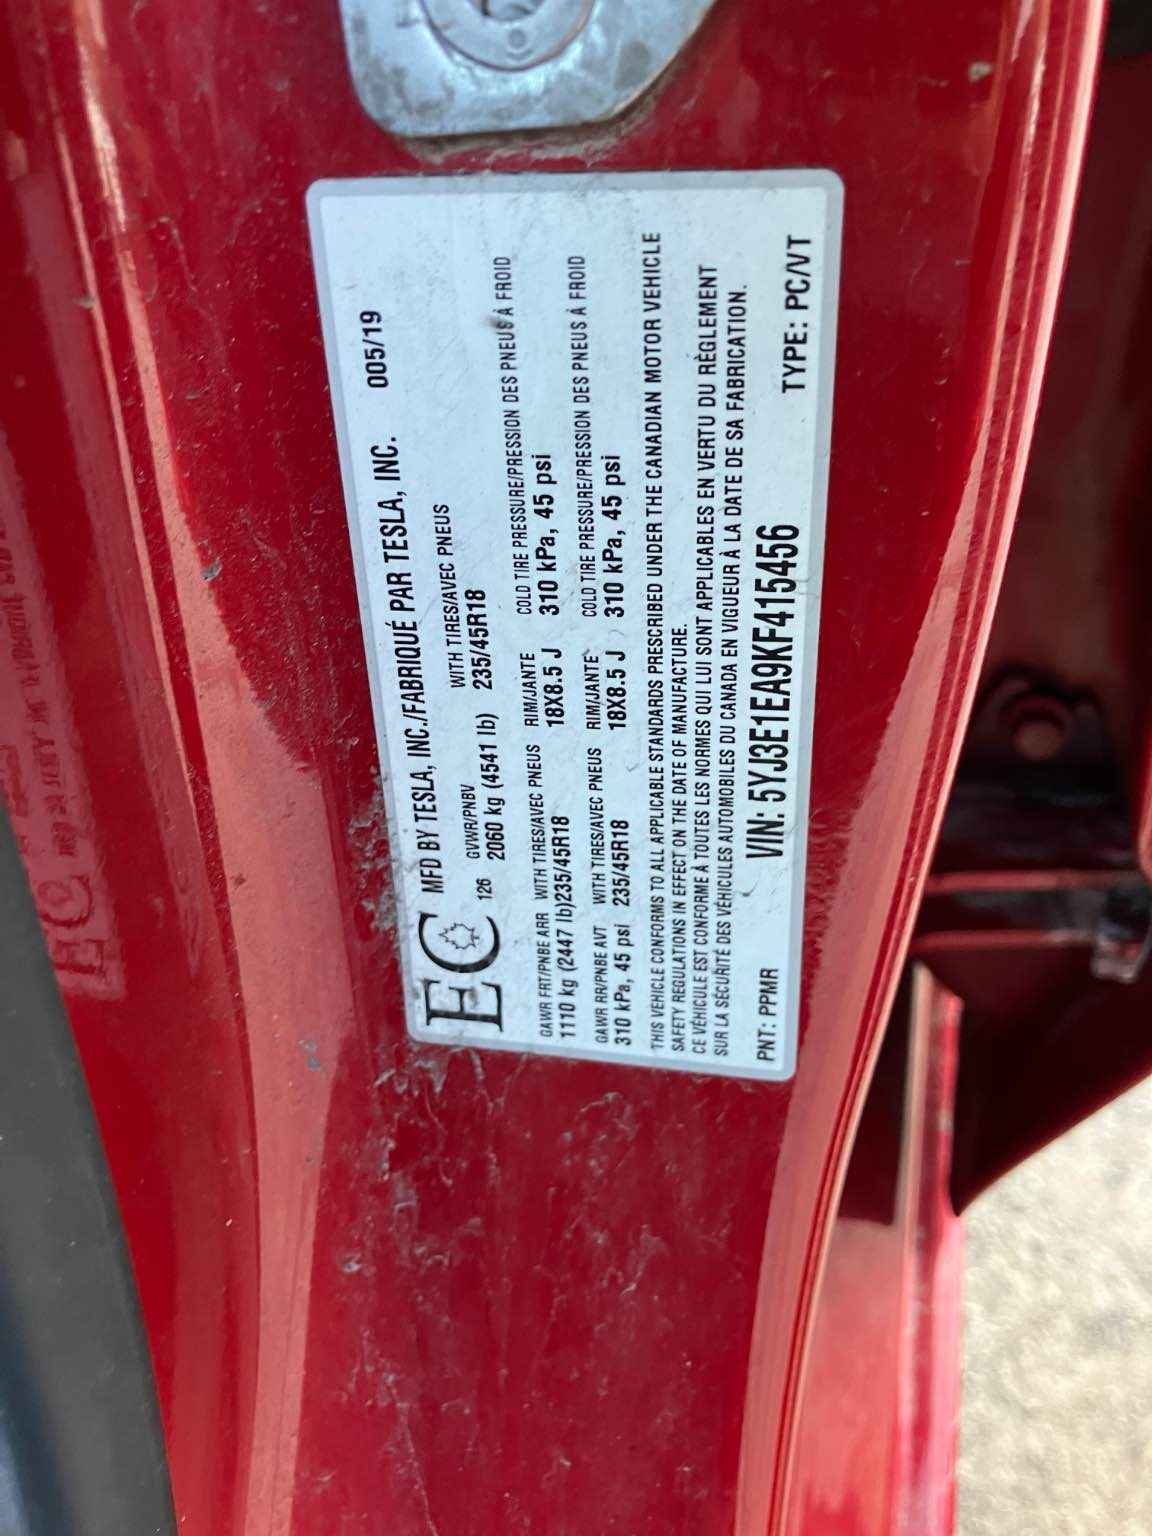 EC
MFD BY TESLA, INC./FABRIQUÉ PAR TESLA, INC. 005/19
126 GVWR/PNBV WITH TIRES/AVEC PNEUS
2060 kg (4541 lb) 235/45R18
GAWR FRT/PNBE ARR WITH TIRES/AVEC PNEUS RIM/JANTE COLD TIRE PRESSURE/PRESSION DES PNEUS À FROID
1110 kg (2447 lb)235/45R18 18X8.5 J 310 kPa, 45 psi
GAWR RR/PNBE AVT WITH TIRES/AVEC PNEUS RIM/JANTE COLD TIRE PRESSURE/PRESSION DES PNEUS À FROID
310 kPa, 45 psi 235/45R18 18X8.5 J 310 kPa, 45 psi
THIS VEHICLE CONFORMS TO ALL APPLICABLE STANDARDS PRESCRIBED UNDER THE CANADIAN MOTOR VEHICLE
SAFETY REGULATIONS IN EFFECT ON THE DATE OF MANUFACTURE.
CE VÉHICULE EST CONFORME À TOUTES LES NORMES QUI LUI SONT APPLICABLES EN VERTU DU RÈGLEMENT
SUR LA SÉCURITÉ DES VÉHICULES AUTOMOBILES DU CANADA EN VIGUEUR À LA DATE DE SA FABRICATION.
PNT: PPMR VIN: 5YJ3E1EA9KF415456 TYPE: PC/VT